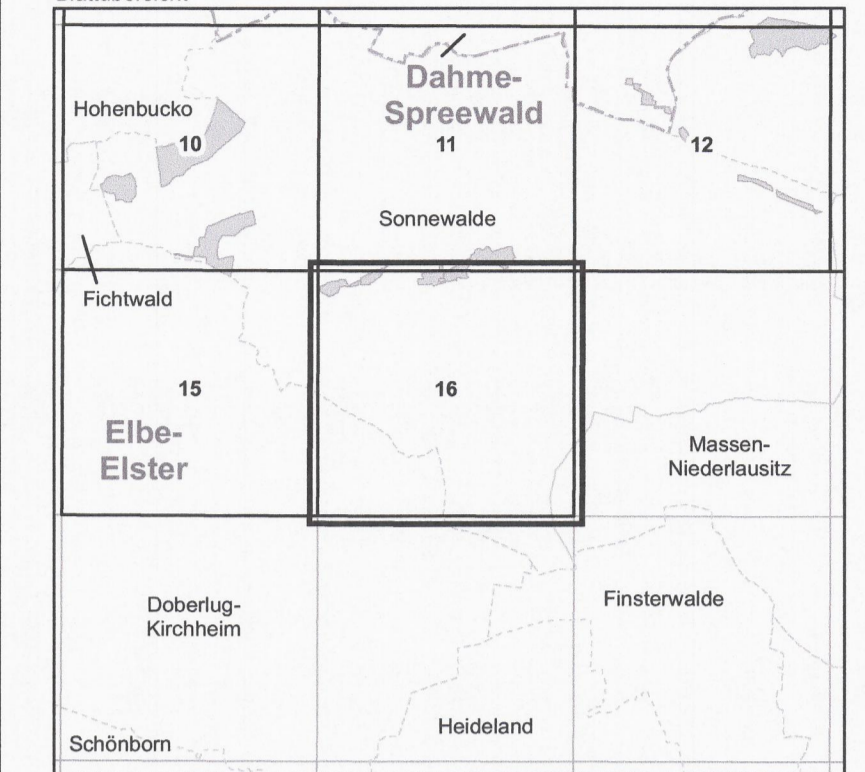 Dahme-
Spreewald
Hohenbucko
10
11
12
Sonnewalde
Fichtwald
15
16
Elbe-
Elster
Massen-
Niederlausitz
Doberlug-
Kirchheim
Finsterwalde
Heideland
Schönborn